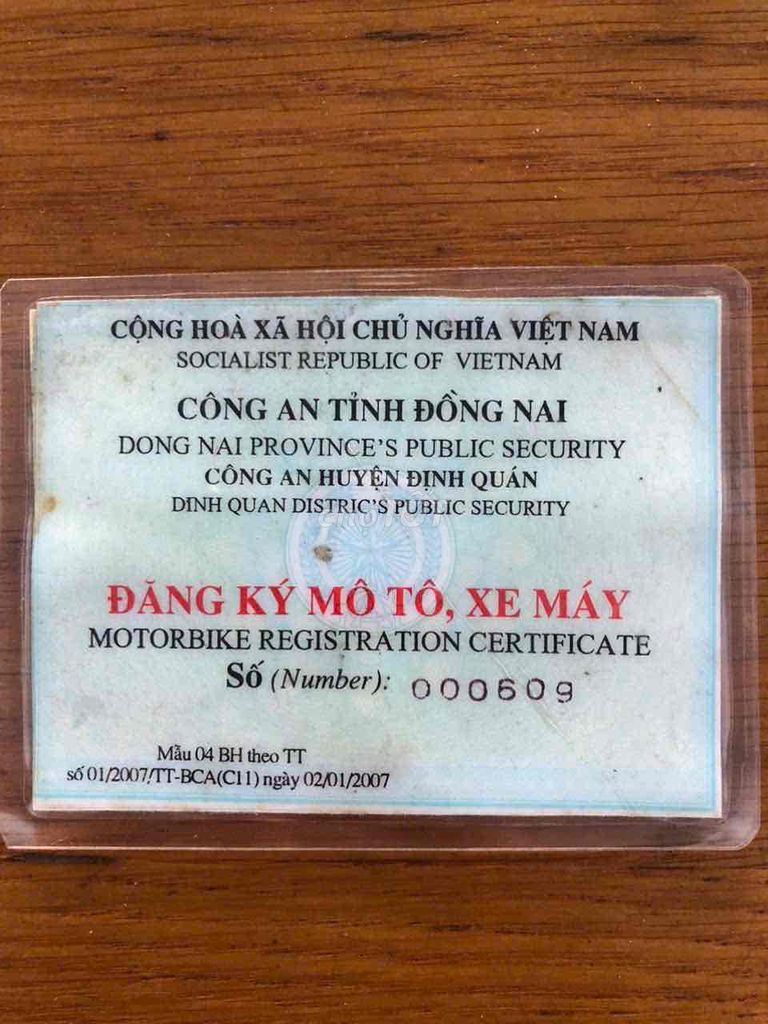 CỘNG HOÀ XÃ HỘI CHỦ NGHĨA VIỆT NAM
SOCIALIST REPUBLIC OF VIETNAM
CÔNG AN TỈNH ĐỒNG NAI
DONG NAI PROVINCE'S PUBLIC SECURITY
CÔNG AN HUYỆN ĐỊNH QUÁN
DINH QUAN DISTRIC'S PUBLIC SECURITY
CHỢ TỐT
ĐĂNG KÝ MÔ TÔ, XE MÁY
MOTORBIKE REGISTRATION CERTIFICATE
Số (Number): 000609
Mẫu 04 BH theo TT
số 01/2007/TT-BCA(C11) ngày 02/01/2007